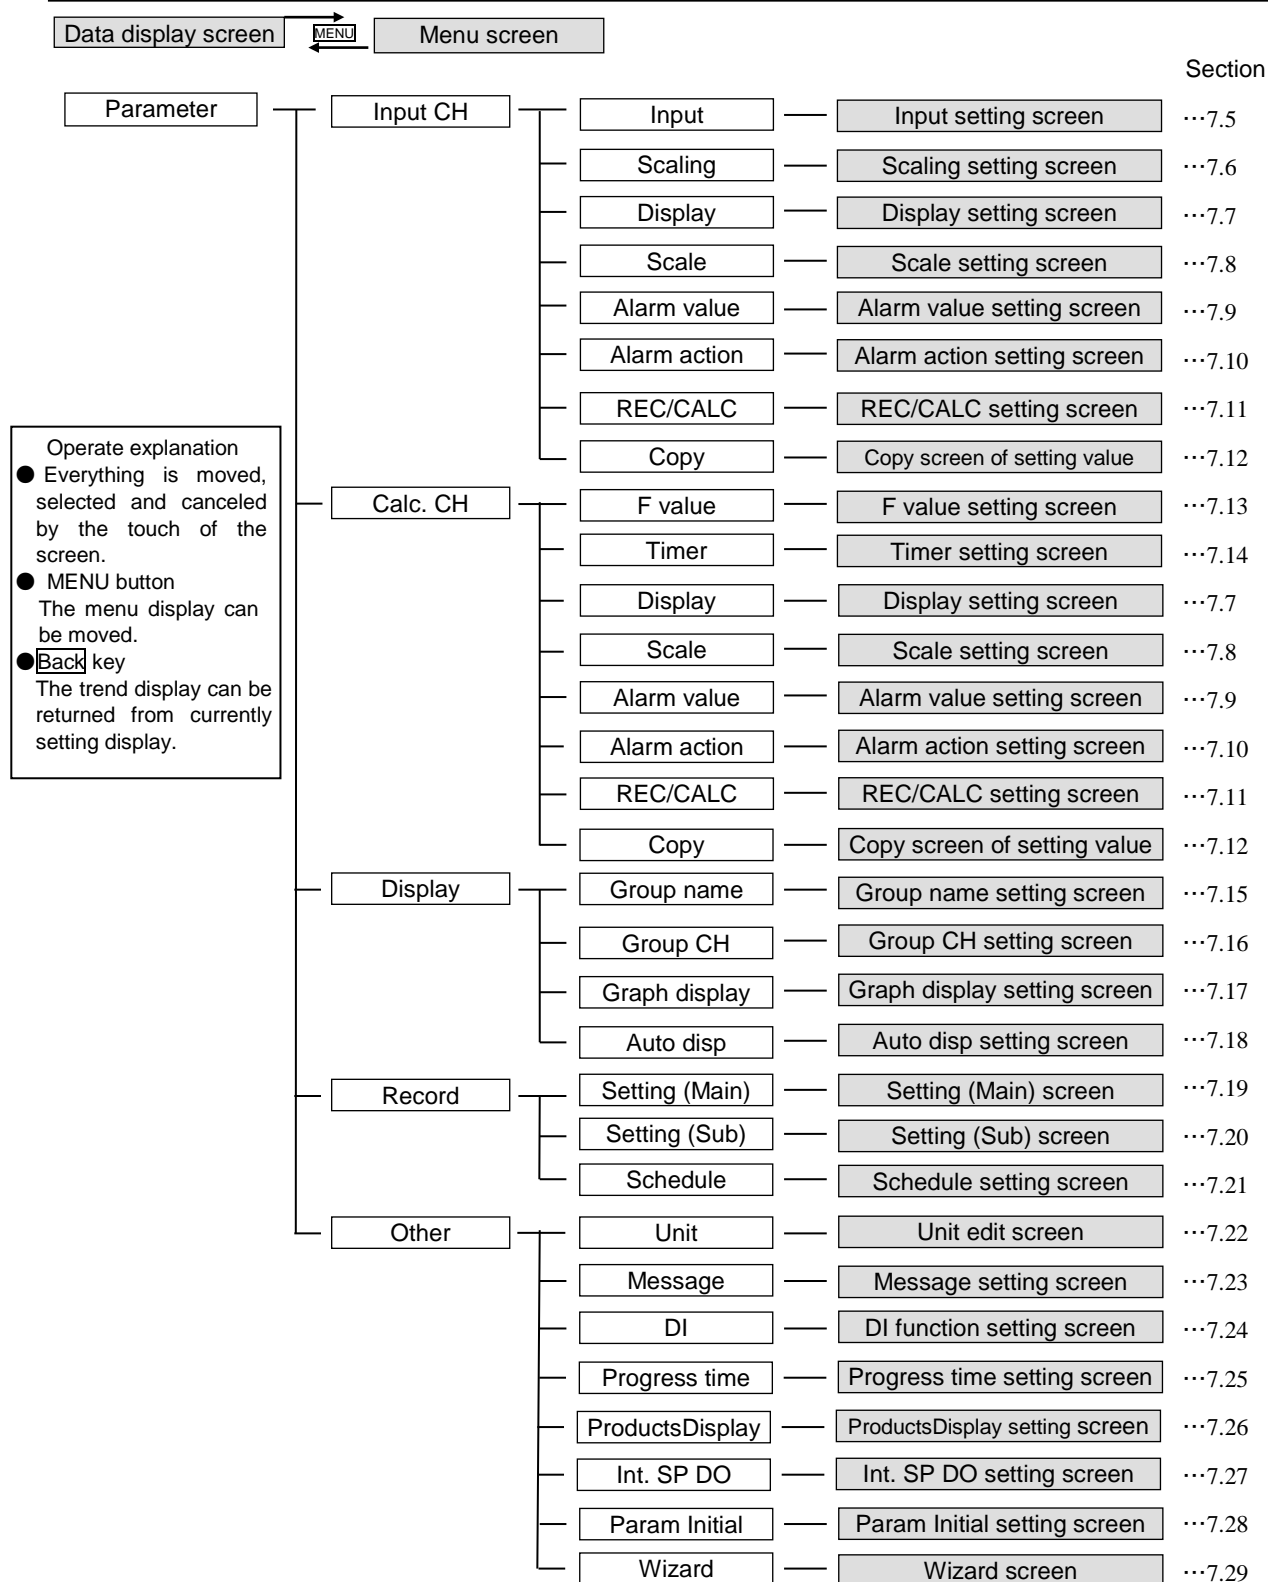 Data display screen MENU Menu screen
Section
Parameter Input CH Input Input setting screen …7.5
Scaling Scaling setting screen …7.6
Display Display setting screen …7.7
Scale Scale setting screen …7.8
Alarm value Alarm value setting screen …7.9
Alarm action Alarm action setting screen …7.10
REC/CALC REC/CALC setting screen …7.11
Copy Copy screen of setting value …7.12
Operate explanation
● Everything is moved,
selected and canceled
by the touch of the
screen.
● MENU button
The menu display can
be moved.
● Back key
The trend display can be
returned from currently
setting display.
Calc. CH F value F value setting screen …7.13
Timer Timer setting screen …7.14
Display Display setting screen …7.7
Scale Scale setting screen …7.8
Alarm value Alarm value setting screen …7.9
Alarm action Alarm action setting screen …7.10
REC/CALC REC/CALC setting screen …7.11
Copy Copy screen of setting value …7.12
Display Group name Group name setting screen …7.15
Group CH Group CH setting screen …7.16
Graph display Graph display setting screen …7.17
Auto disp Auto disp setting screen …7.18
Record Setting (Main) Setting (Main) screen …7.19
Setting (Sub) Setting (Sub) screen …7.20
Schedule Schedule setting screen …7.21
Other Unit Unit edit screen …7.22
Message Message setting screen …7.23
DI DI function setting screen …7.24
Progress time Progress time setting screen …7.25
ProductsDisplay ProductsDisplay setting screen …7.26
Int. SP DO Int. SP DO setting screen …7.27
Param Initial Param Initial setting screen …7.28
Wizard Wizard screen …7.29